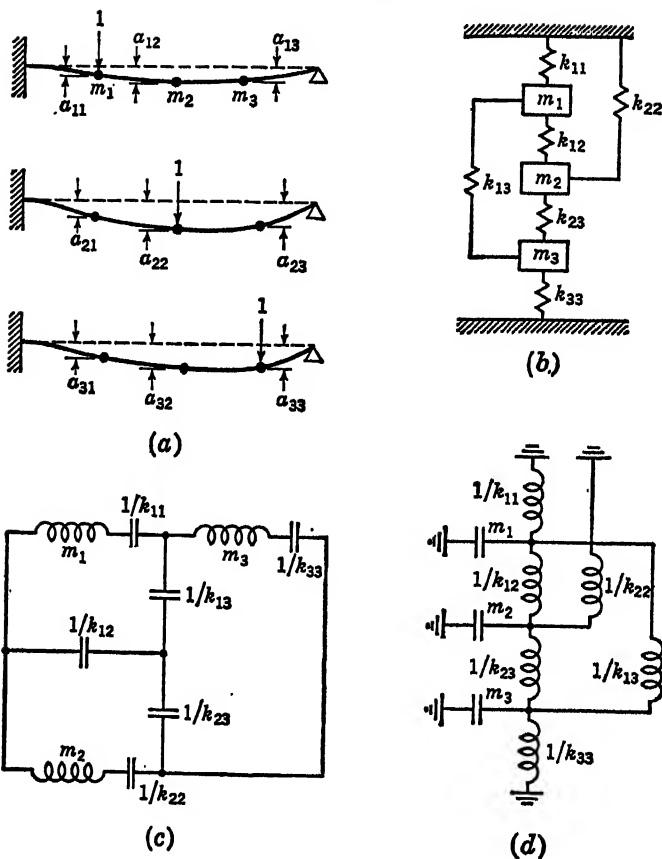 1
a12
a13
a11
m1
m2
m3
1
a21
a22
a23
1
a31
a32
a33
(a)
k11
m1
k22
k12
k13
m2
k23
m3
k33
(b)
1/k11
m1
m3
1/k33
1/k13
1/k12
1/k23
m2
1/k22
(c)
1/k11
m1
1/k12
1/k22
m2
1/k23
1/k13
m3
1/k33
(d)